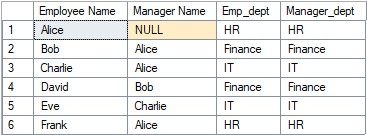 Employee Name Manager Name Emp_dept Manager_dept
1 Alice NULL HR HR
2 Bob Alice Finance Finance
3 Charlie Alice IT IT
4 David Bob Finance Finance
5 Eve Charlie IT IT
6 Frank Alice HR HR